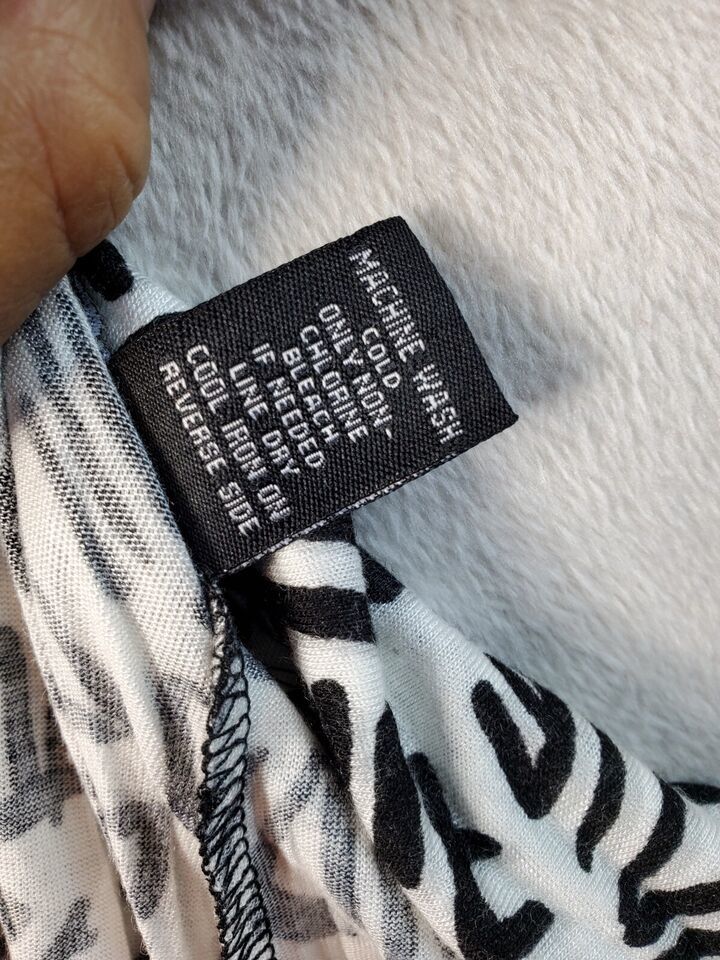 MACHINE WASH
COLD
ONLY NON-
CHLORINE
BLEACH
IF NEEDED
LINE DRY
COOL IRON ON
REVERSE SIDE